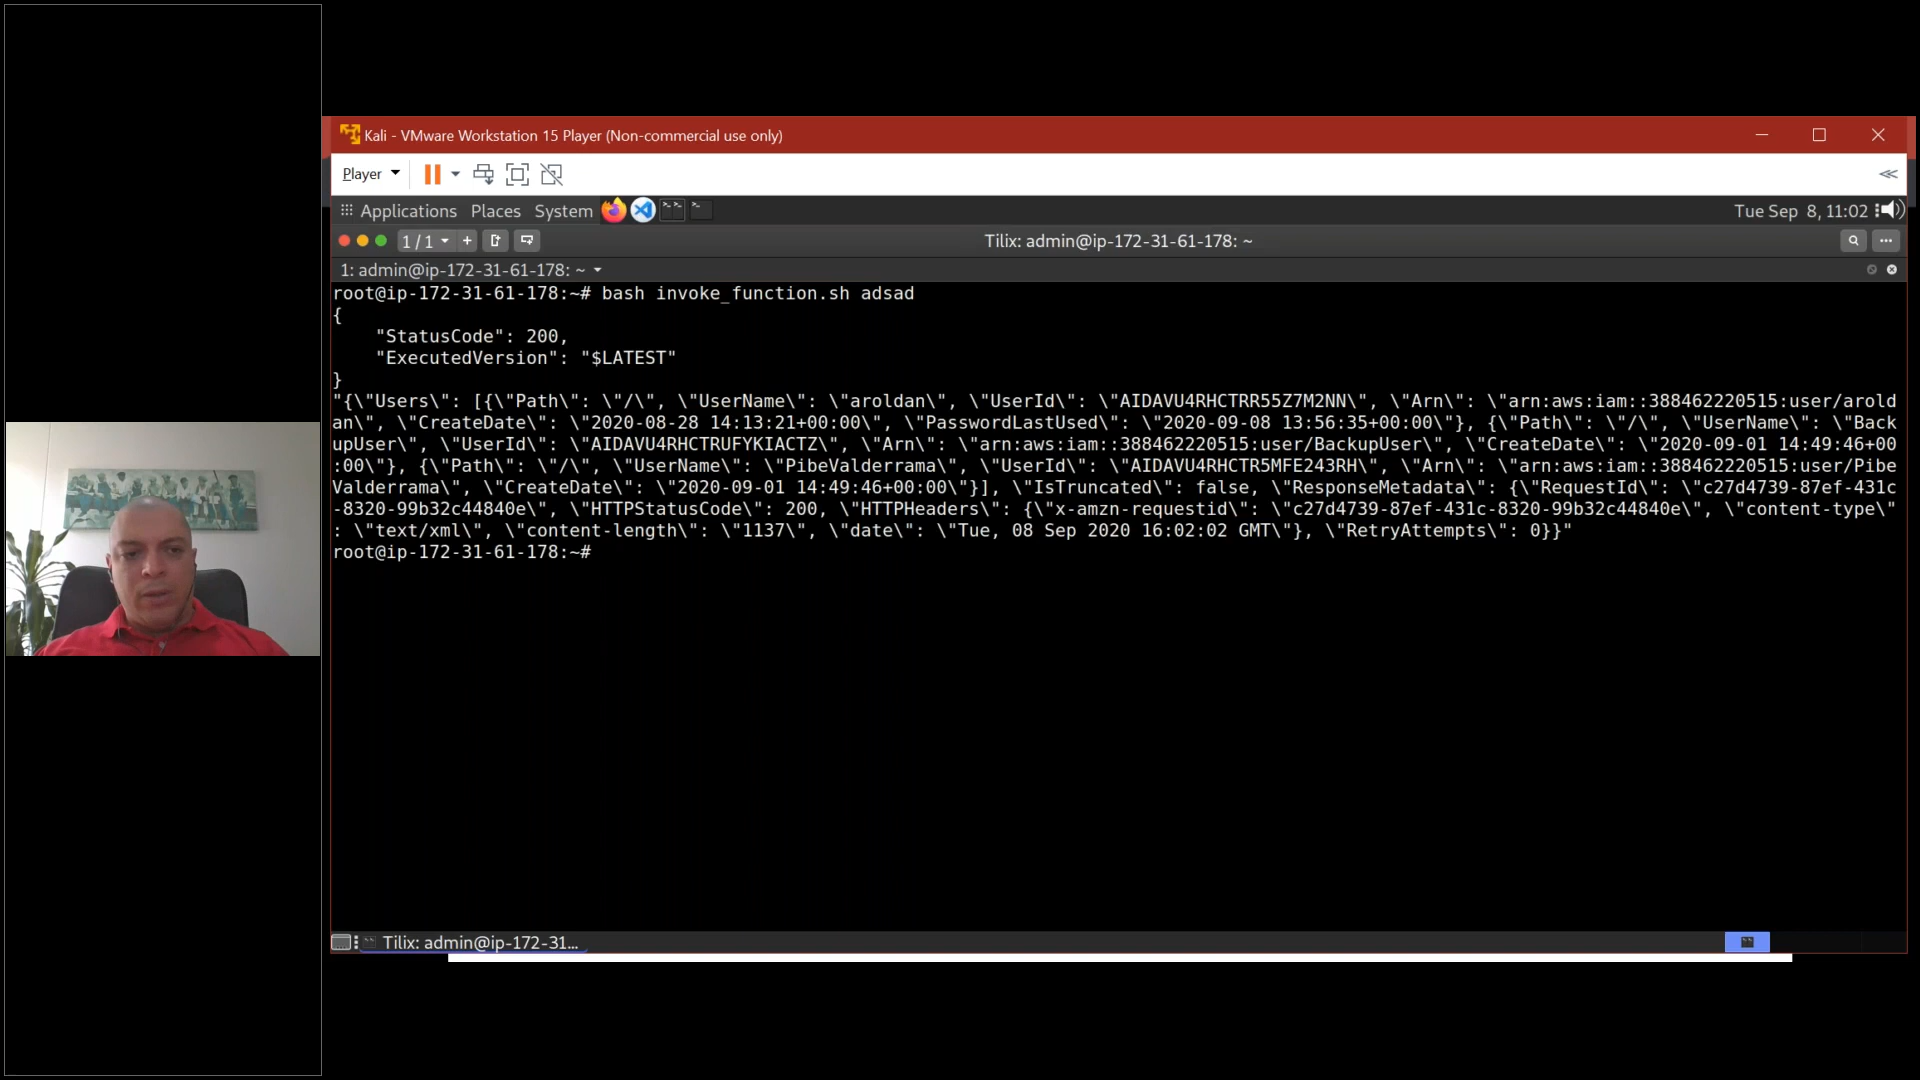 Kali - VMware Workstation 15 Player (Non-commercial use only)
Player
Applications Places System
Tue Sep 8, 11:02
1 / 1
Tilix: admin@ip-172-31-61-178: ~
1: admin@ip-172-31-61-178: ~
root@ip-172-31-61-178:~# bash invoke_function.sh adsad
{
    "StatusCode": 200,
    "ExecutedVersion": "$LATEST"
}
"{\"Users\": [{\"Path\": \"/\", \"UserName\": \"aroldan\", \"UserId\": \"AIDAVU4RHCTRR55Z7M2NN\", \"Arn\": \"arn:aws:iam::388462220515:user/arold
an\", \"CreateDate\": \"2020-08-28 14:13:21+00:00\", \"PasswordLastUsed\": \"2020-09-08 13:56:35+00:00\"}, {\"Path\": \"/\", \"UserName\": \"Back
upUser\", \"UserId\": \"AIDAVU4RHCTRUFYKIACTZ\", \"Arn\": \"arn:aws:iam::388462220515:user/BackupUser\", \"CreateDate\": \"2020-09-01 14:49:46+00
:00\"}, {\"Path\": \"/\", \"UserName\": \"PibeValderrama\", \"UserId\": \"AIDAVU4RHCTR5MFE243RH\", \"Arn\": \"arn:aws:iam::388462220515:user/Pibe
Valderrama\", \"CreateDate\": \"2020-09-01 14:49:46+00:00\"}], \"IsTruncated\": false, \"ResponseMetadata\": {\"RequestId\": \"c27d4739-87ef-431c
-8320-99b32c44840e\", \"HTTPStatusCode\": 200, \"HTTPHeaders\": {\"x-amzn-requestid\": \"c27d4739-87ef-431c-8320-99b32c44840e\", \"content-type\"
: \"text/xml\", \"content-length\": \"1137\", \"date\": \"Tue, 08 Sep 2020 16:02:02 GMT\"}, \"RetryAttempts\": 0}}"
root@ip-172-31-61-178:~#
Tilix: admin@ip-172-31...